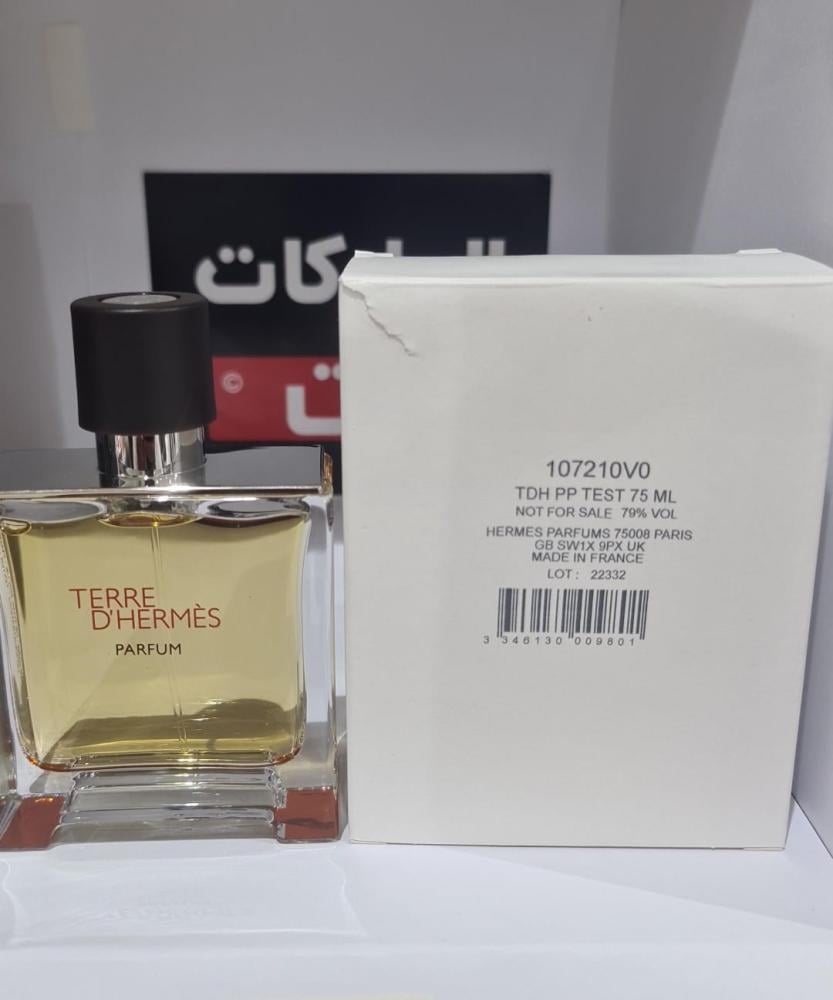 ©
TERRE
D'HERMÈS
PARFUM
107210V0
TDH PP TEST 75 ML
NOT FOR SALE 79% VOL
HERMES PARFUMS 75008 PARIS
GB SW1X 9PX UK
MADE IN FRANCE
LOT : 22332
3 346130 009801